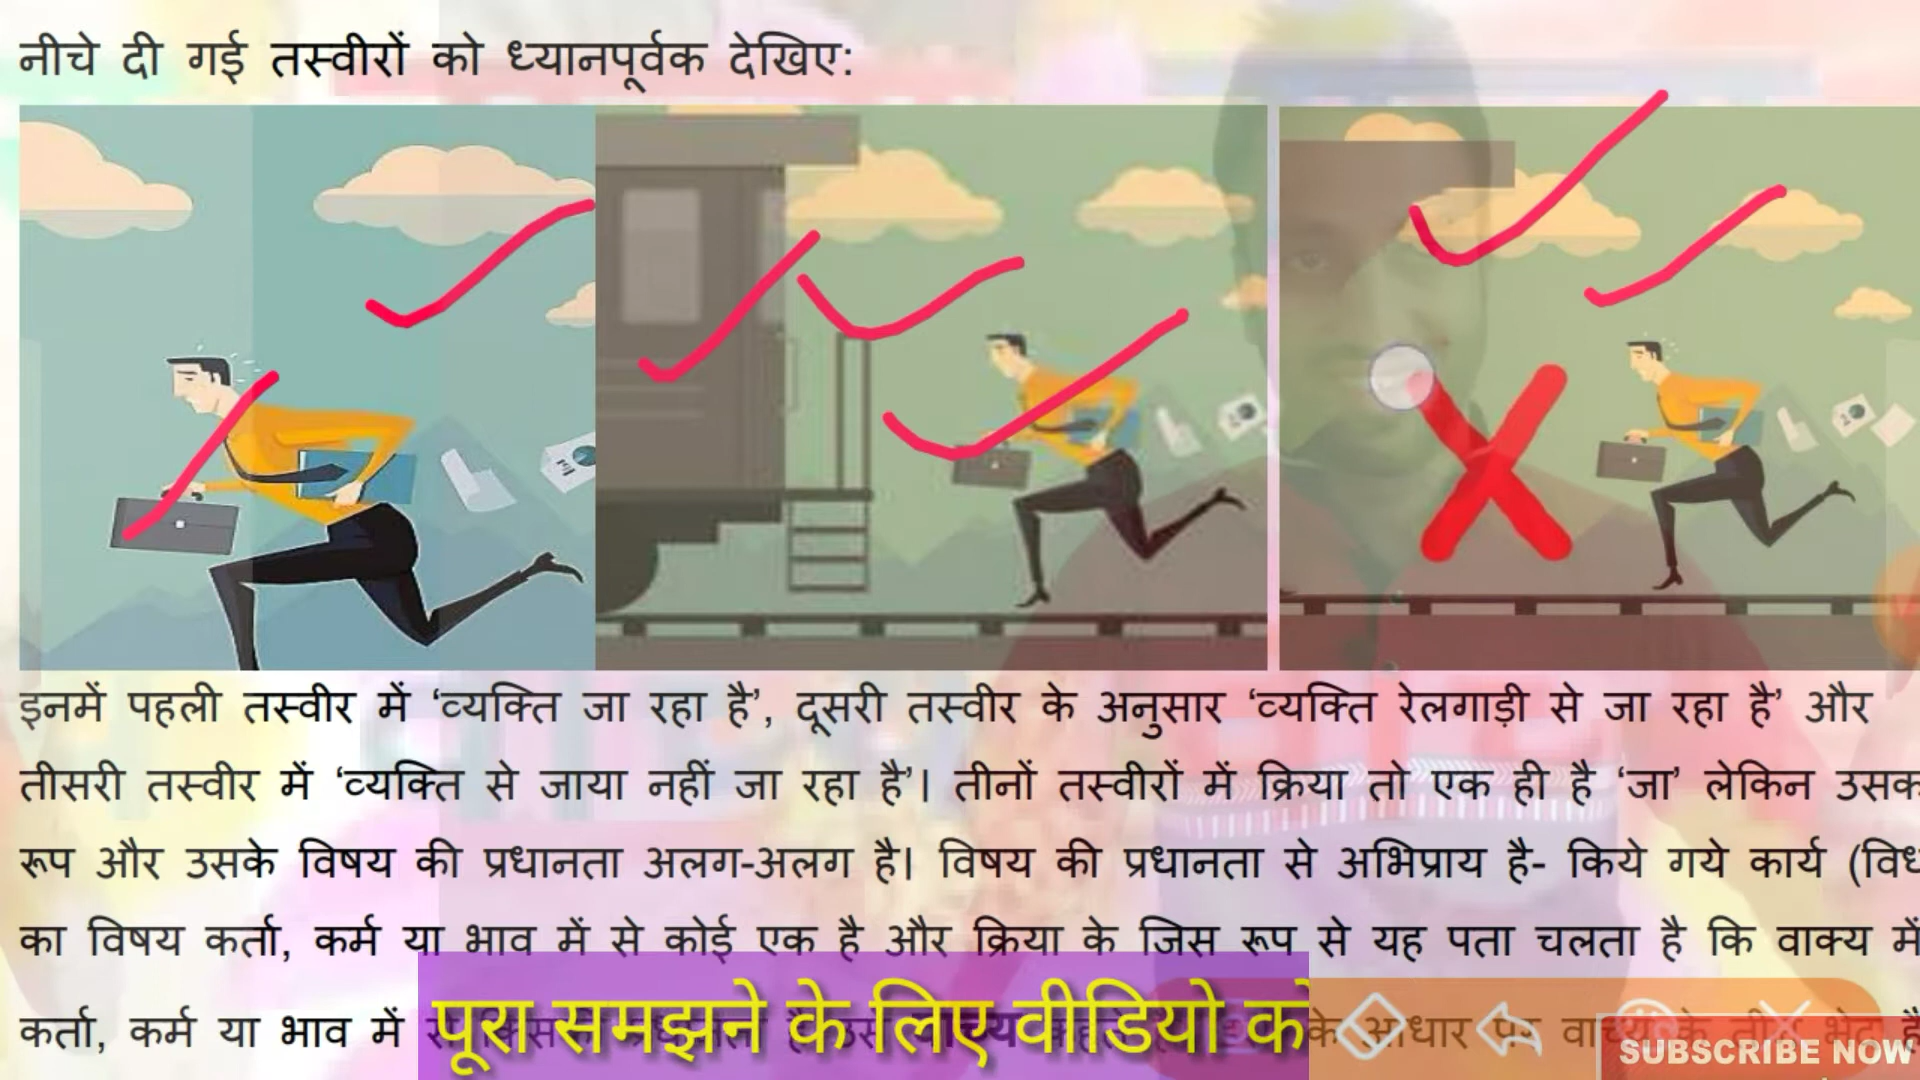 नीचे दी गई तस्वीरों को ध्यानपूर्वक देखिए:
इनमें पहली तस्वीर में ‘व्यक्ति जा रहा है’, दूसरी तस्वीर के अनुसार ‘व्यक्ति रेलगाड़ी से जा रहा है’ और
तीसरी तस्वीर में ‘व्यक्ति से जाया नहीं जा रहा है’। तीनों तस्वीरों में क्रिया तो एक ही है ‘जा’ लेकिन उसक
रूप और उसके विषय की प्रधानता अलग-अलग है। विषय की प्रधानता से अभिप्राय है- किये गये कार्य (विध
का विषय कर्ता, कर्म या भाव में से कोई एक है और क्रिया के जिस रूप से यह पता चलता है कि वाक्य में
कर्ता, कर्म या भाव में के आधार पर वाच्य के तीन भेद है
पूरा समझने के लिए वीडियो को
SUBSCRIBE NOW